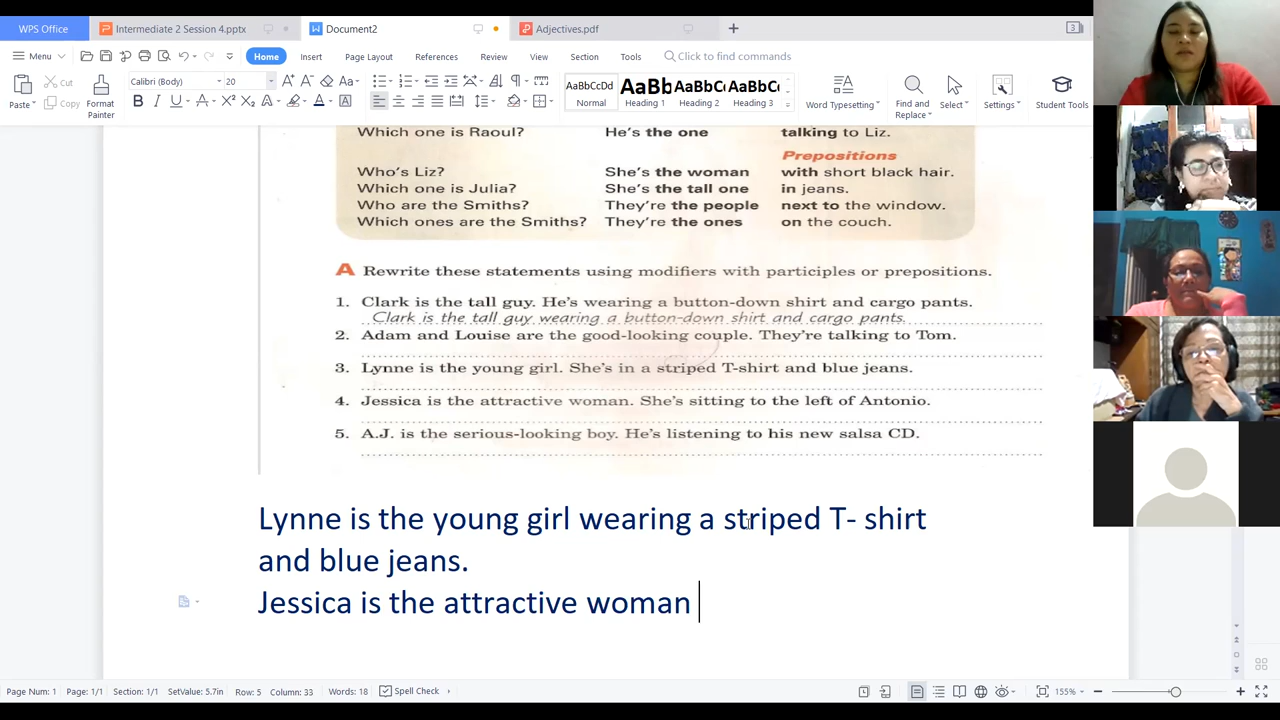 WPS Office Intermediate 2 Session 4.pptx Document2 Adjectives.pdf
Menu Home Insert Page Layout References Review View Section Tools Click to find commands
Paste Cut Copy Format Painter Calibri (Body) 20 AaBbCcDd Normal AaBb Heading 1 AaBbC Heading 2 AaBbC Heading 3 Word Typesetting Find and Replace Select Settings Student Tools
Which one is Raoul? He's the one talking to Liz.
Prepositions
Who's Liz? She's the woman with short black hair.
Which one is Julia? She's the tall one in jeans.
Who are the Smiths? They're the people next to the window.
Which ones are the Smiths? They're the ones on the couch.
A Rewrite these statements using modifiers with participles or prepositions.
1. Clark is the tall guy. He's wearing a button-down shirt and cargo pants.
Clark is the tall guy wearing a button-down shirt and cargo pants.
2. Adam and Louise are the good-looking couple. They're talking to Tom.
3. Lynne is the young girl. She's in a striped T-shirt and blue jeans.
4. Jessica is the attractive woman. She's sitting to the left of Antonio.
5. A.J. is the serious-looking boy. He's listening to his new salsa CD.
Lynne is the young girl wearing a striped T- shirt
and blue jeans.
Jessica is the attractive woman
Page Num: 1 Page: 1/1 Section: 1/1 SetValue: 5.7in Row: 5 Column: 33 Words: 18 Spell Check 155%